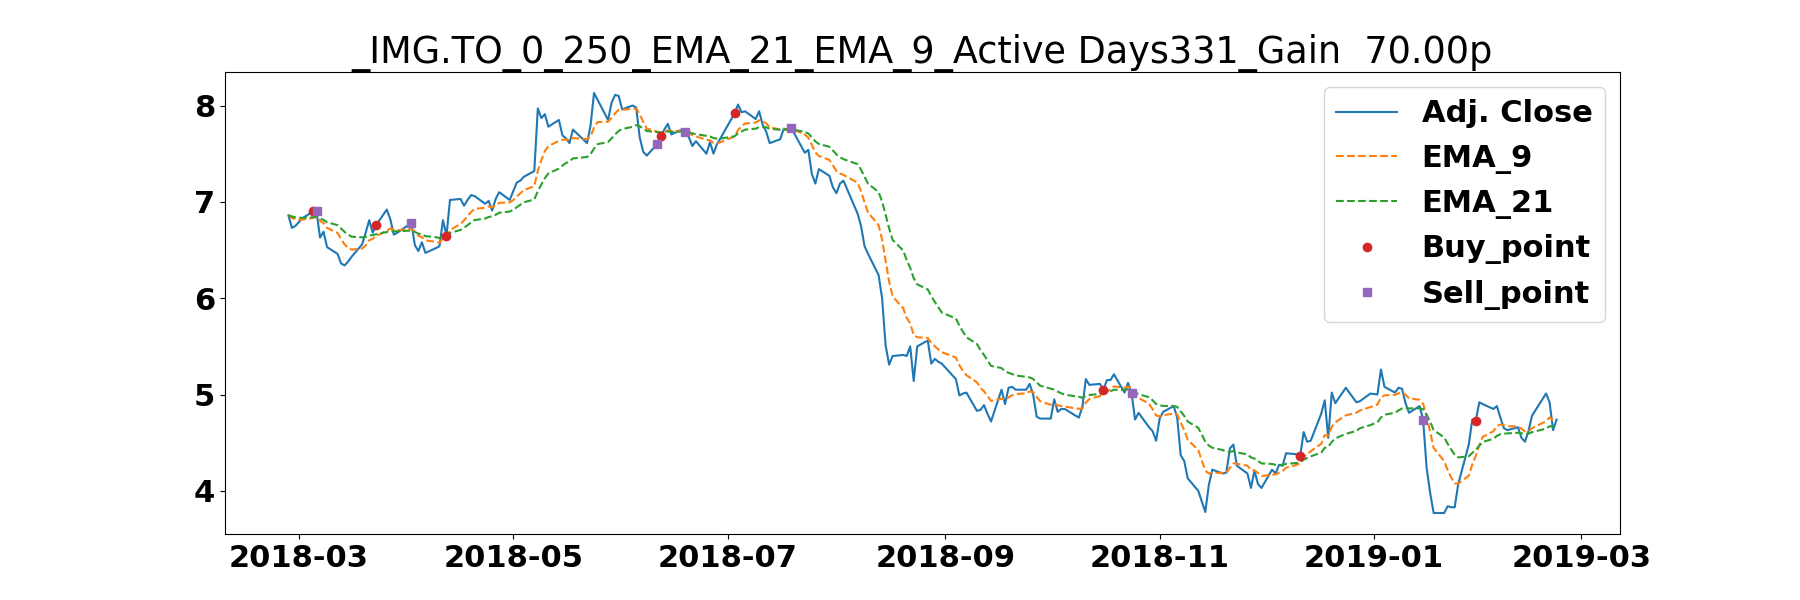 _IMG.TO_0_250_EMA_21_EMA_9_Active Days331_Gain  70.00p
8
7
6
5
4
Adj. Close
EMA_9
EMA_21
Buy_point
Sell_point
2018-03 2018-05 2018-07 2018-09 2018-11 2019-01 2019-03